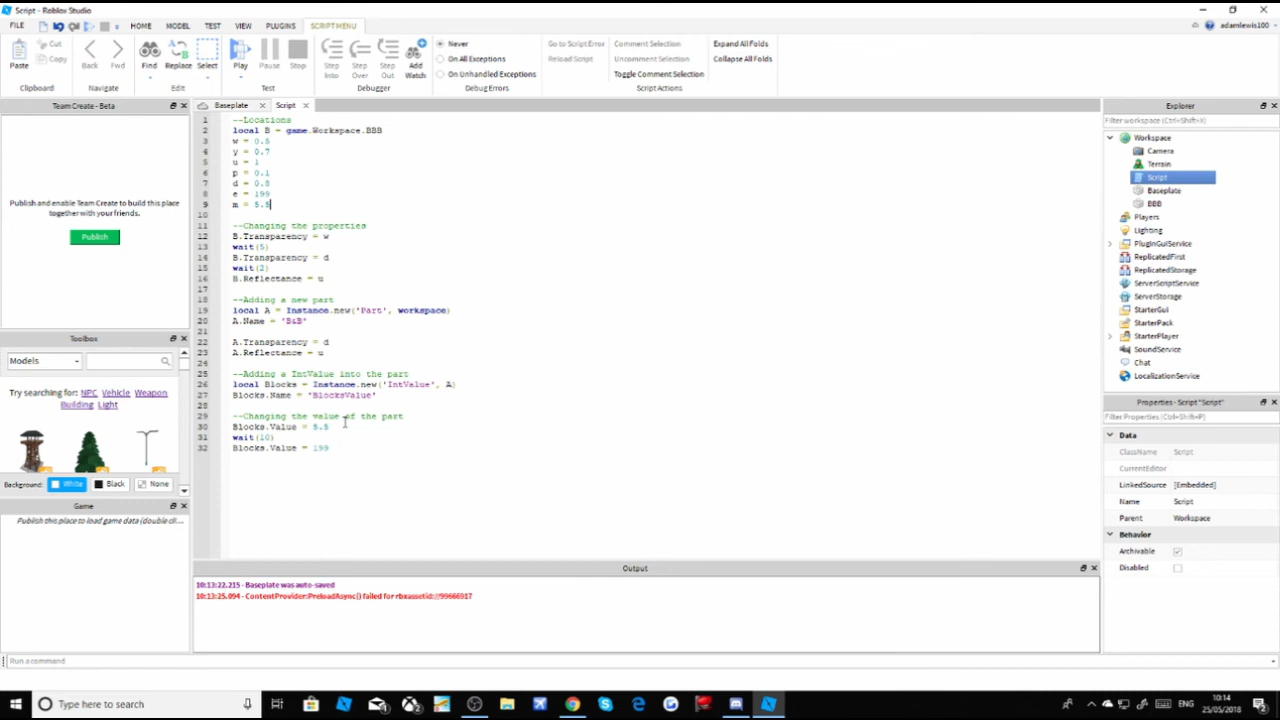 Script - Roblox Studio
FILE HOME MODEL TEST VIEW PLUGINS SCRIPT MENU
adamlewis100
Paste Cut Copy Back Fwd Find Replace Select Play Pause Stop Step Into Step Over Step Out Add Watch
Never
On All Exceptions
On Unhandled Exceptions
Go to Script Error
Reload Script
Comment Selection
Uncomment Selection
Toggle Comment Selection
Expand All Folds
Collapse All Folds
Clipboard Navigate Edit Test Debugger Debug Errors Script Actions
Team Create - Beta
Publish and enable Team Create to build this place
together with your friends.
Publish
Toolbox
Models
Try searching for: NPC Vehicle Weapon
Building Light
Background: White Black None
Game
Publish this place to load game data (double cli...
Baseplate Script
1 --Locations
2 local B = game.Workspace.BBB
3 w = 0.5
4 y = 0.7
5 u = 1
6 p = 0.1
7 d = 0.8
8 e = 199
9 m = 5.5
10
11 --Changing the properties
12 B.Transparency = w
13 wait(5)
14 B.Transparency = d
15 wait(2)
16 B.Reflectance = u
17
18 --Adding a new part
19 local A = Instance.new('Part', workspace)
20 A.Name = 'B&B'
21
22 A.Transparency = d
23 A.Reflectance = u
24
25 --Adding a IntValue into the part
26 local Blocks = Instance.new('IntValue', A)
27 Blocks.Name = 'BlocksValue'
28
29 --Changing the value of the part
30 Blocks.Value = 5.5
31 wait(10)
32 Blocks.Value = 199
Output
10:13:22.215 - Baseplate was auto-saved
10:13:25.094 - ContentProvider:PreloadAsync() failed for rbxassetid://99666917
Explorer
Filter workspace (Ctrl+Shift+X)
Workspace
Camera
Terrain
Script
Baseplate
BBB
Players
Lighting
PluginGuiService
ReplicatedFirst
ReplicatedStorage
ServerScriptService
ServerStorage
StarterGui
StarterPack
StarterPlayer
SoundService
Chat
LocalizationService
Properties - Script "Script"
Filter Properties (Ctrl+Shift+P)
Data
ClassName Script
CurrentEditor
LinkedSource [Embedded]
Name Script
Parent Workspace
Behavior
Archivable
Disabled
Run a command
Type here to search
ENG
10:14
25/05/2018